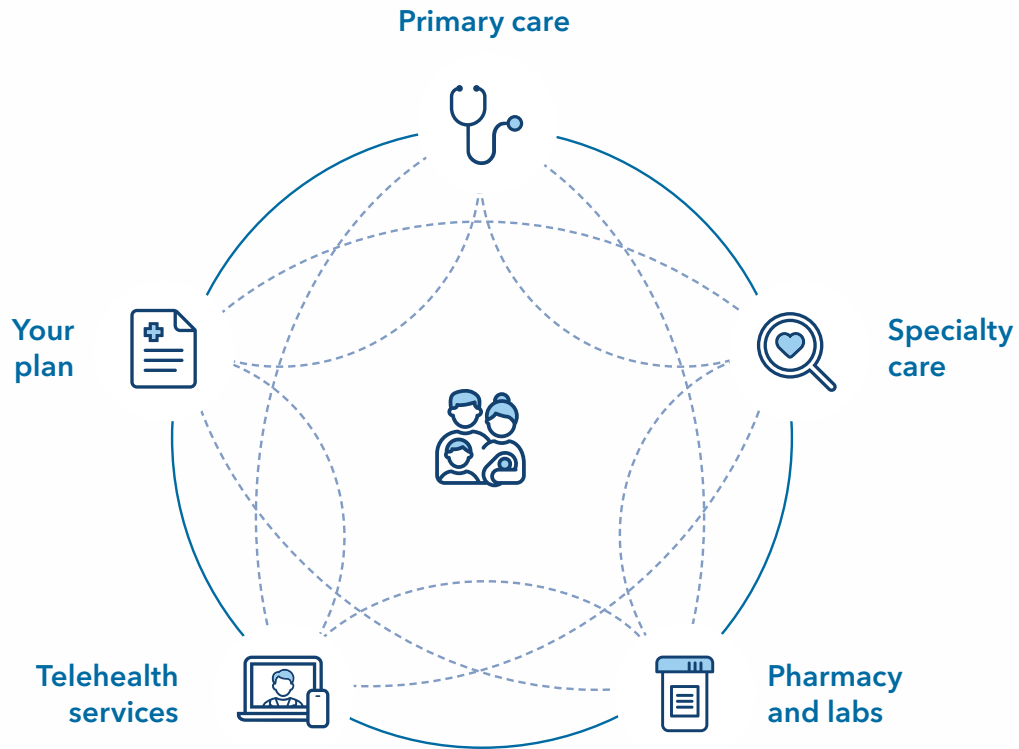 Primary care
Your
plan
Specialty
care
Telehealth
services
Pharmacy
and labs